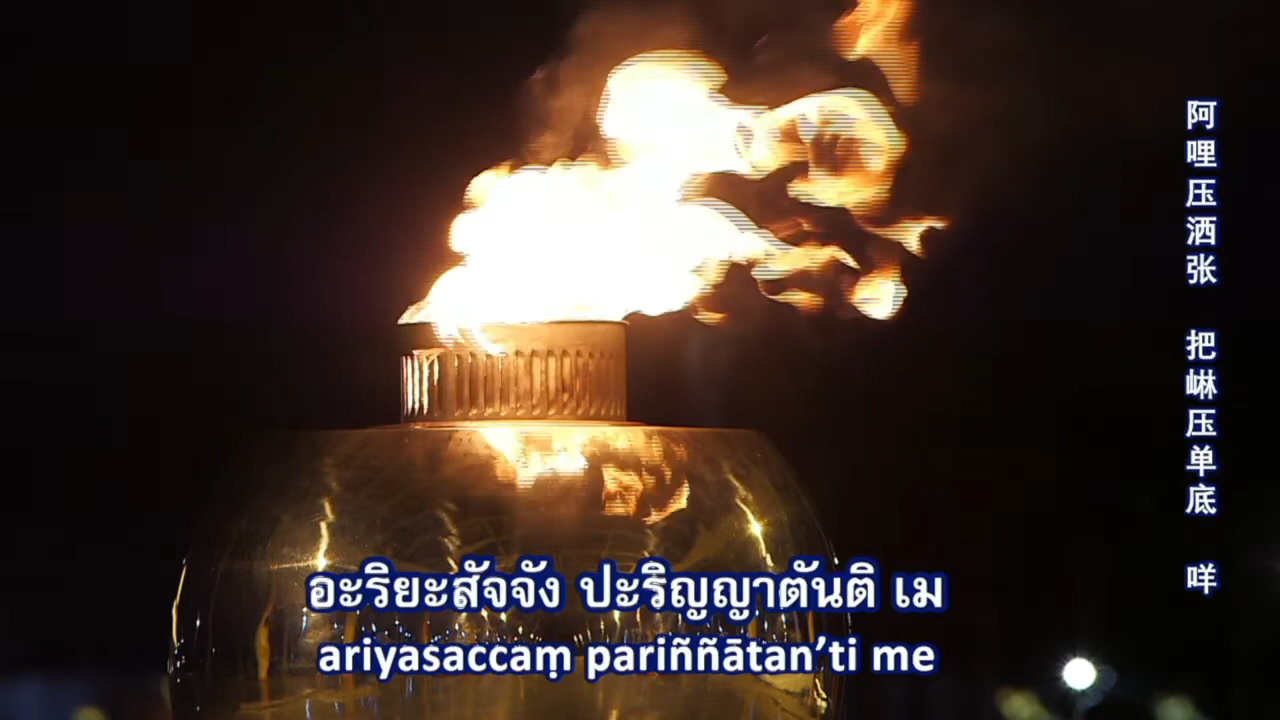 阿哩压洒张 把崊压单底 咩
อะริยะสัจจัง ปะริญญาตันติ เม
ariyasaccaṃ pariññātan’ti me